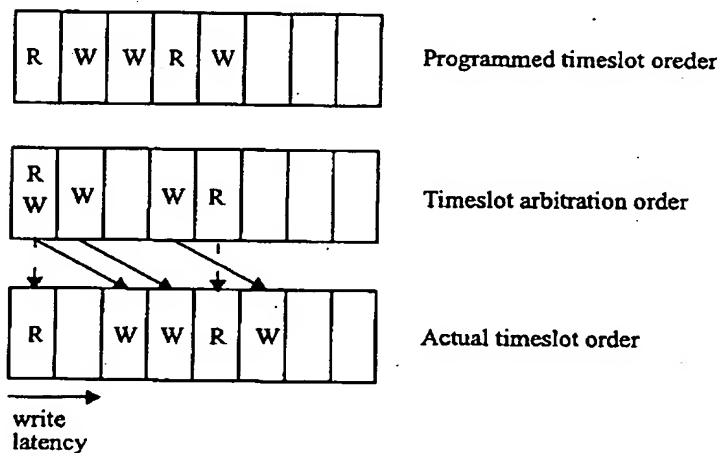 R W W R W Programmed timeslot oreder
R
W W W R Timeslot arbitration order
R W W R W Actual timeslot order
write
latency